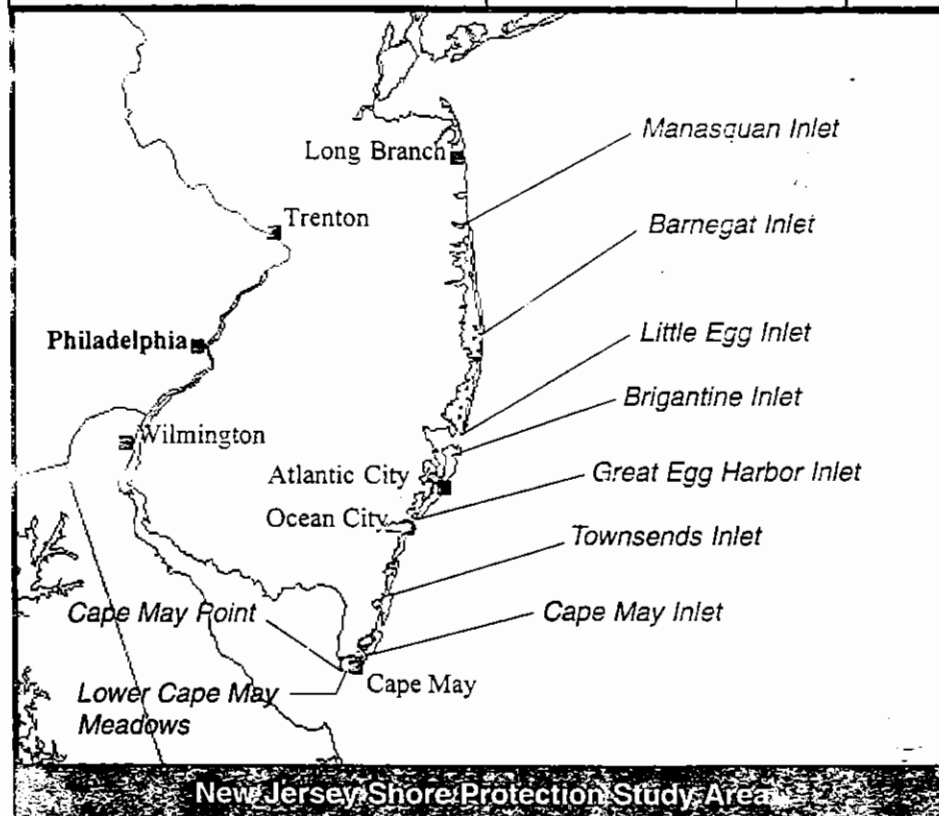 Manasquan Inlet
Long Branch
Trenton
Barnegat Inlet
Philadelphia
Little Egg Inlet
Brigantine Inlet
Wilmington
Atlantic City
Great Egg Harbor Inlet
Ocean City
Townsends Inlet
Cape May Point
Cape May Inlet
Cape May
Lower Cape May
Meadows
New Jersey Shore Protection Study Area